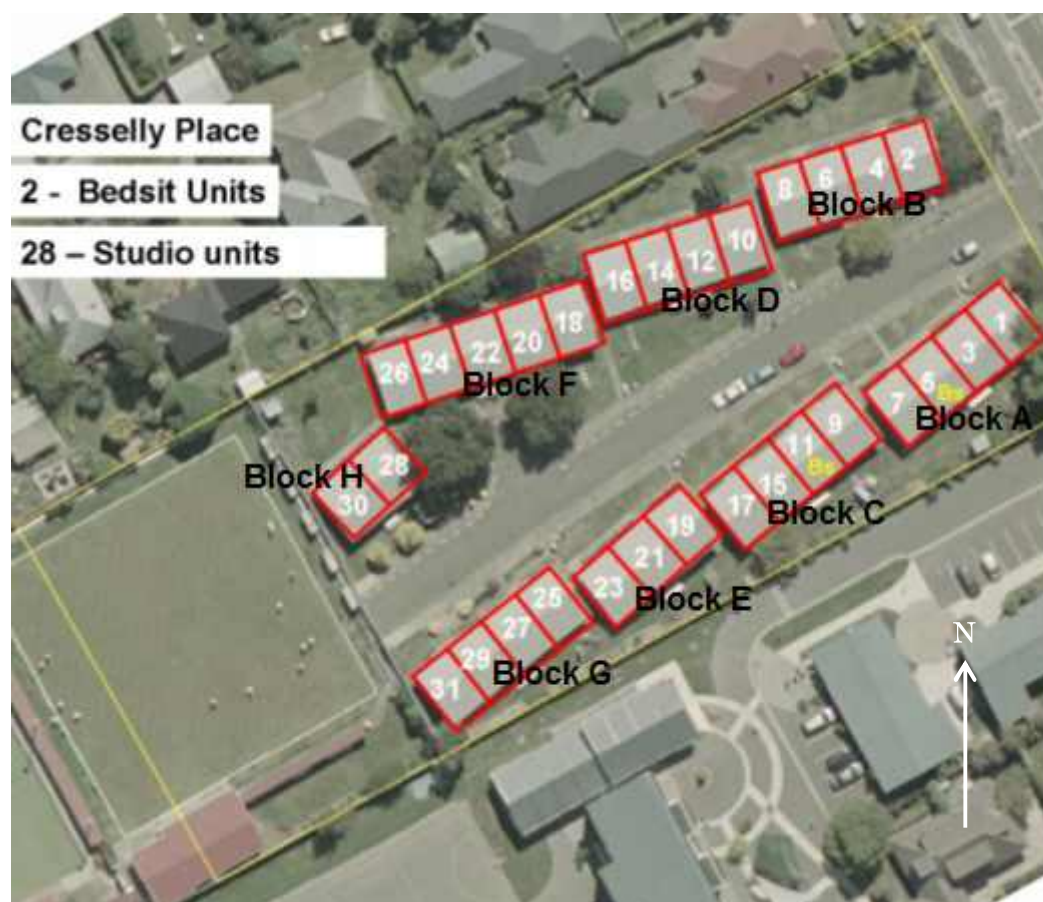 Cresselly Place
2 - Bedsit Units
28 – Studio units
8 6 4 2
Block B
16 14 12 10
Block D
26 24 22 20 18
Block F
28
30
Block H
7 5 3 1
Bs
Block A
17 15 11 9
Bs
Block C
23 21 19
Block E
31 29 27 25
Block G
N